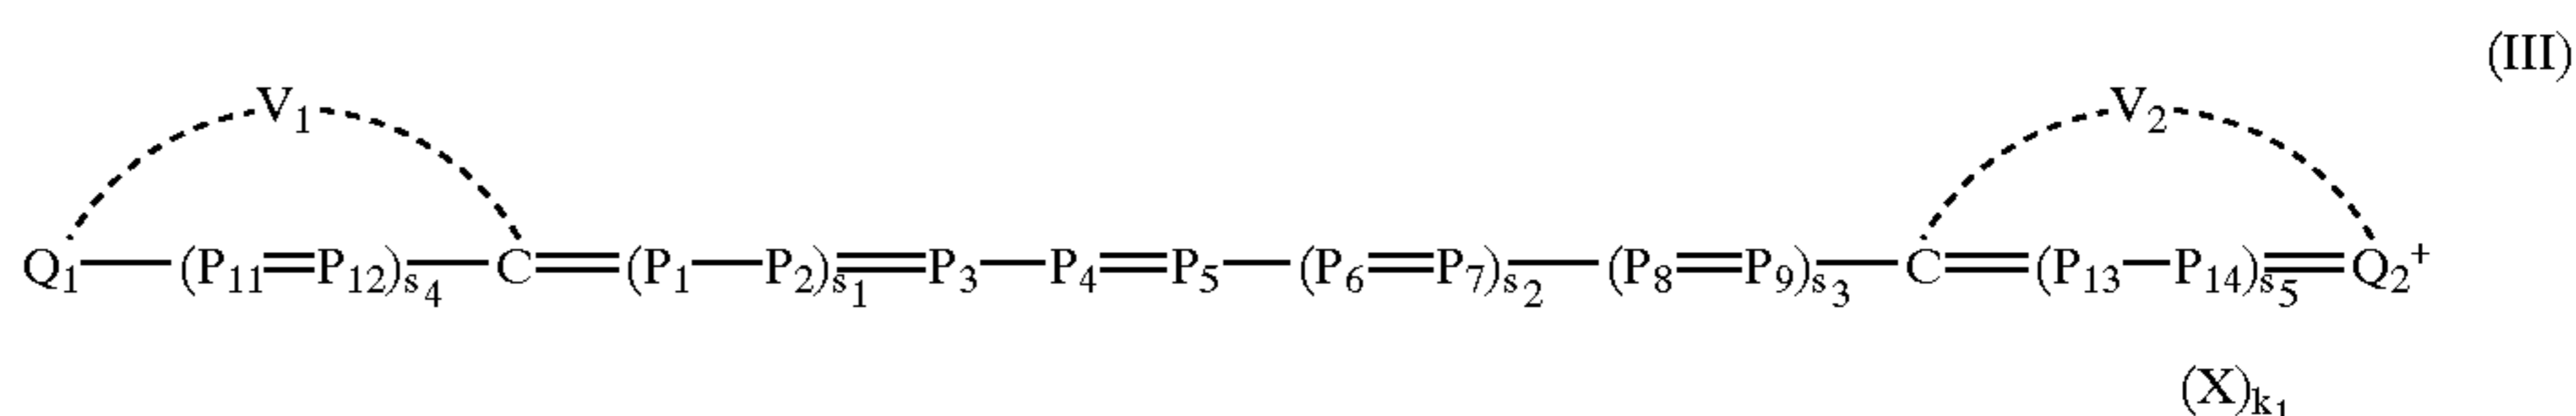 (III)
V₁ V₂
Q₁—(P₁₁=P₁₂)ₛ₄—C=(P₁—P₂)ₛ₁=P₃—P₄=P₅—(P₆=P₇)ₛ₂—(P₈=P₉)ₛ₃—C=(P₁₃—P₁₄)ₛ₅=Q₂⁺
(X)ₖ₁